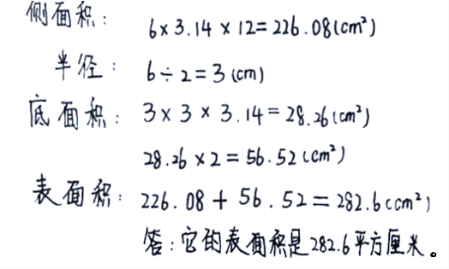 侧面积: 6×3.14×12=226.08(cm²)
半径: 6÷2=3(cm)
底面积: 3×3×3.14=28.26(cm²)
28.26×2=56.52(cm²)
表面积: 226.08+56.52=282.6(cm²)
答:它的表面积是282.6平方厘米。